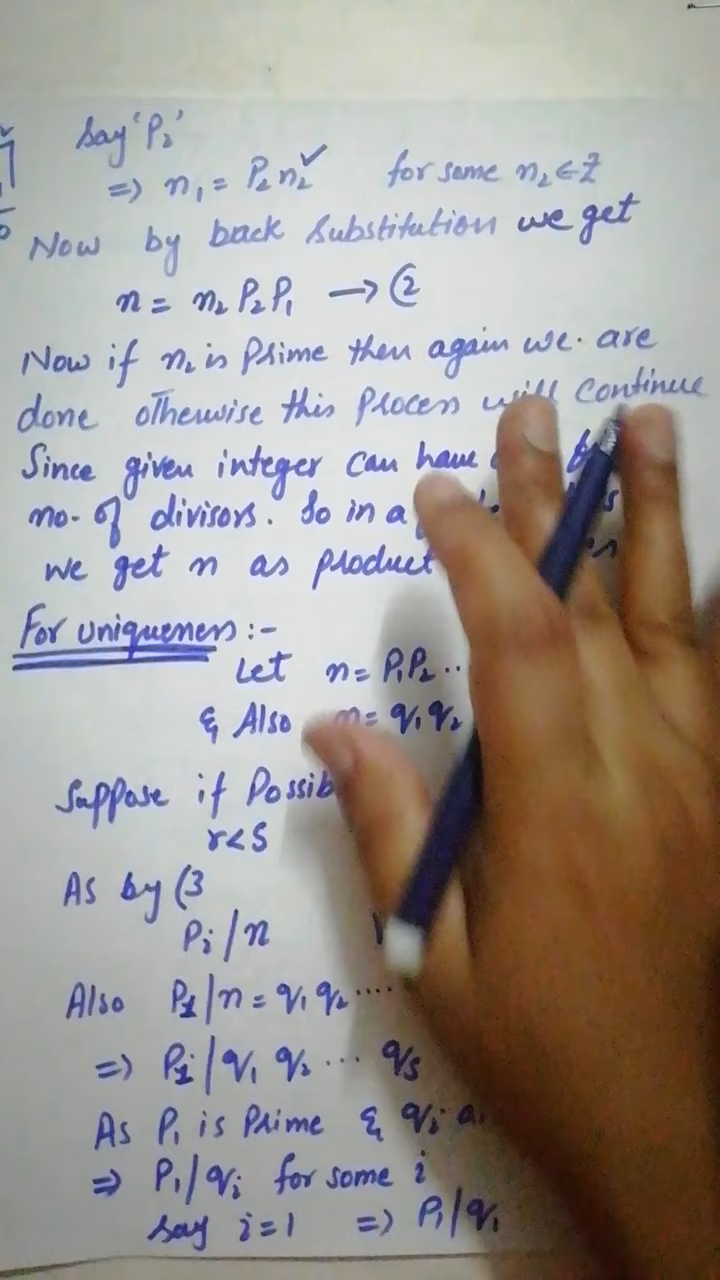 Say 'P₂'
=> n₁ = P₂ n₂ ✓ for some n₂ ∈ Z
Now by back substitution we get
n = n₂ P₂ P₁ → (2
Now if n₂ is Prime then again we are
done otherwise this Process will continue
Since given integer can have
no. of divisors. So in a
we get n as product
For uniqueness :-
Let n = P₁P₂ ..
& Also n = q₁ q₂
Suppose if Possib
r < S
As by (3
Pᵢ / n
Also P₁ | n = q₁ q₂ ....
=> P₁ | q₁ q₂ ... qs
As P₁ is Prime & qᵢ a
=> P₁ / qᵢ for some i
say i = 1 => P₁ / q₁